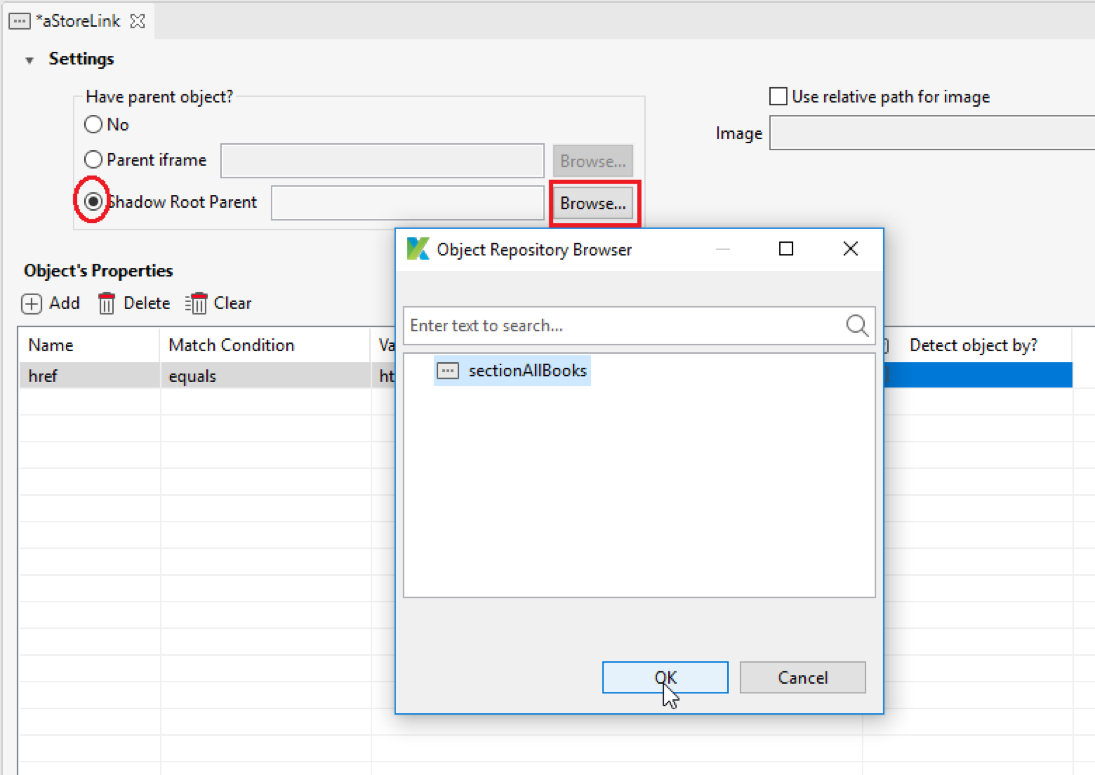 *aStoreLink
Settings
Have parent object?
No
Parent iframe
Browse...
Shadow Root Parent
Browse...
Use relative path for image
Image
Object Repository Browser
Enter text to search...
sectionAllBooks
OK
Cancel
Object's Properties
Add
Delete
Clear
Name
Match Condition
Va
Detect object by?
href
equals
ht